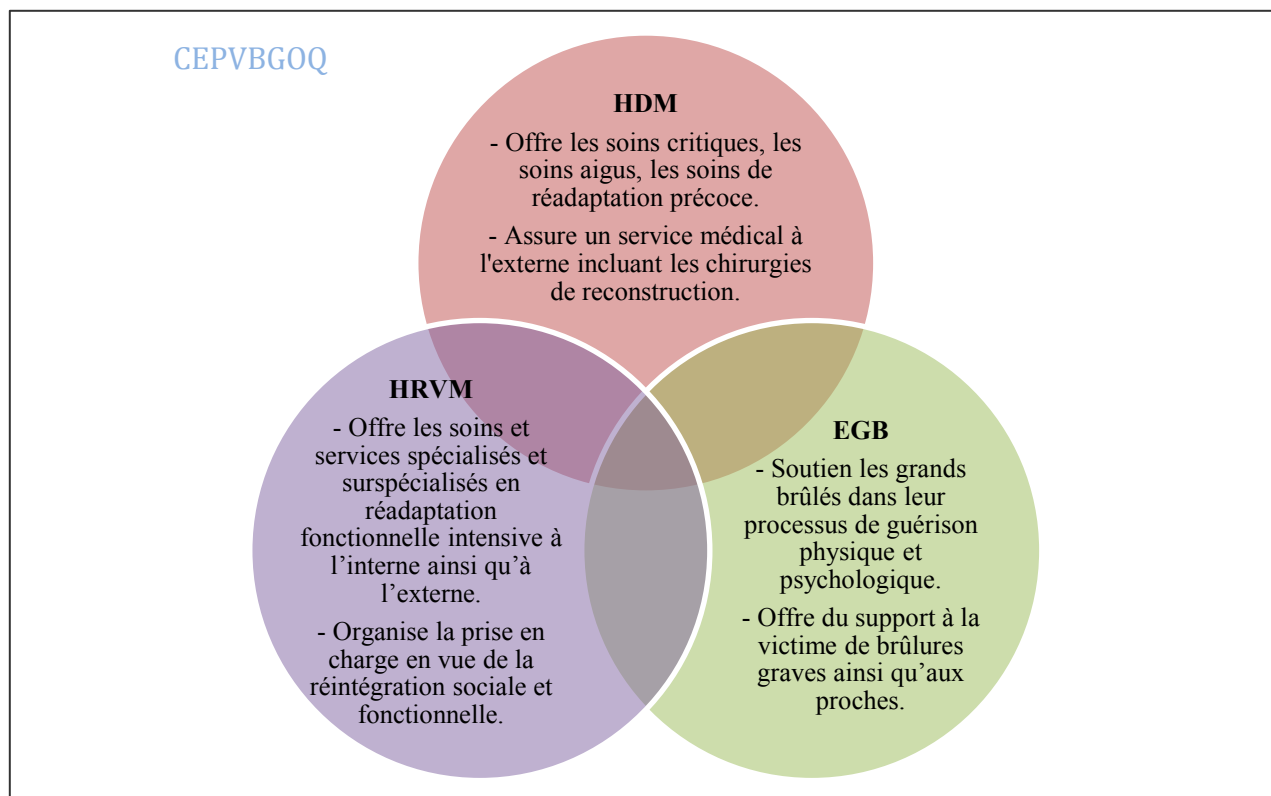 CEPVBGOQ
HDM
- Offre les soins critiques, les
soins aigus, les soins de
réadaptation précoce.
- Assure un service médical à
l'externe incluant les chirurgies
de reconstruction.
HRVM
- Offre les soins et
services spécialisés et
surspécialisés en
réadaptation
fonctionnelle intensive à
l’interne ainsi qu’à
l’externe.
- Organise la prise en
charge en vue de la
réintégration sociale et
fonctionnelle.
EGB
- Soutien les grands
brûlés dans leur
processus de guérison
physique et
psychologique.
- Offre du support à la
victime de brûlures
graves ainsi qu’aux
proches.